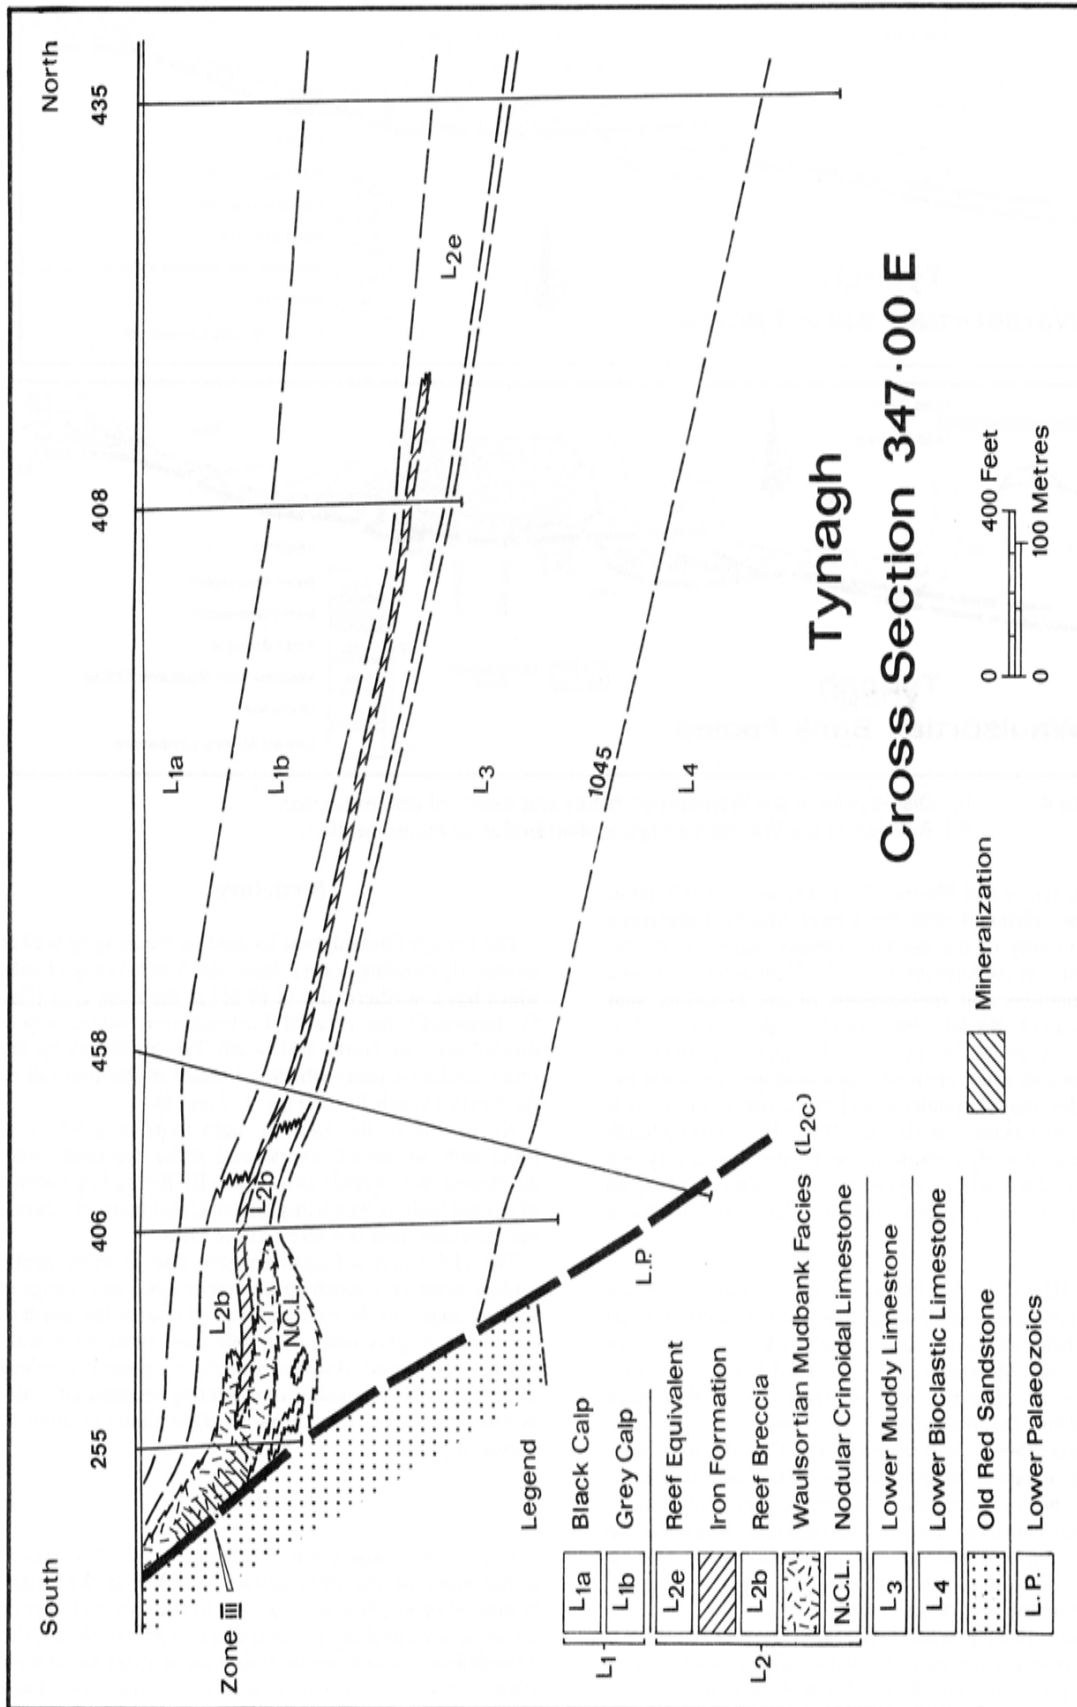 South
North
255
406
458
408
435
L1a
L2b
L1b
L2b
N.C.L.
L2e
L3
Zone III
1045
L.P.
L4
Legend
L1
L1a Black Calp
L1b Grey Calp
L2
L2e Reef Equivalent
Iron Formation
L2b Reef Breccia
Waulsortian Mudbank Facies (L2c)
N.C.L. Nodular Crinoidal Limestone
L3 Lower Muddy Limestone
L4 Lower Bioclastic Limestone
Old Red Sandstone
L.P. Lower Palaeozoics
Mineralization
Tynagh
Cross Section 347·00 E
0 400 Feet
0 100 Metres